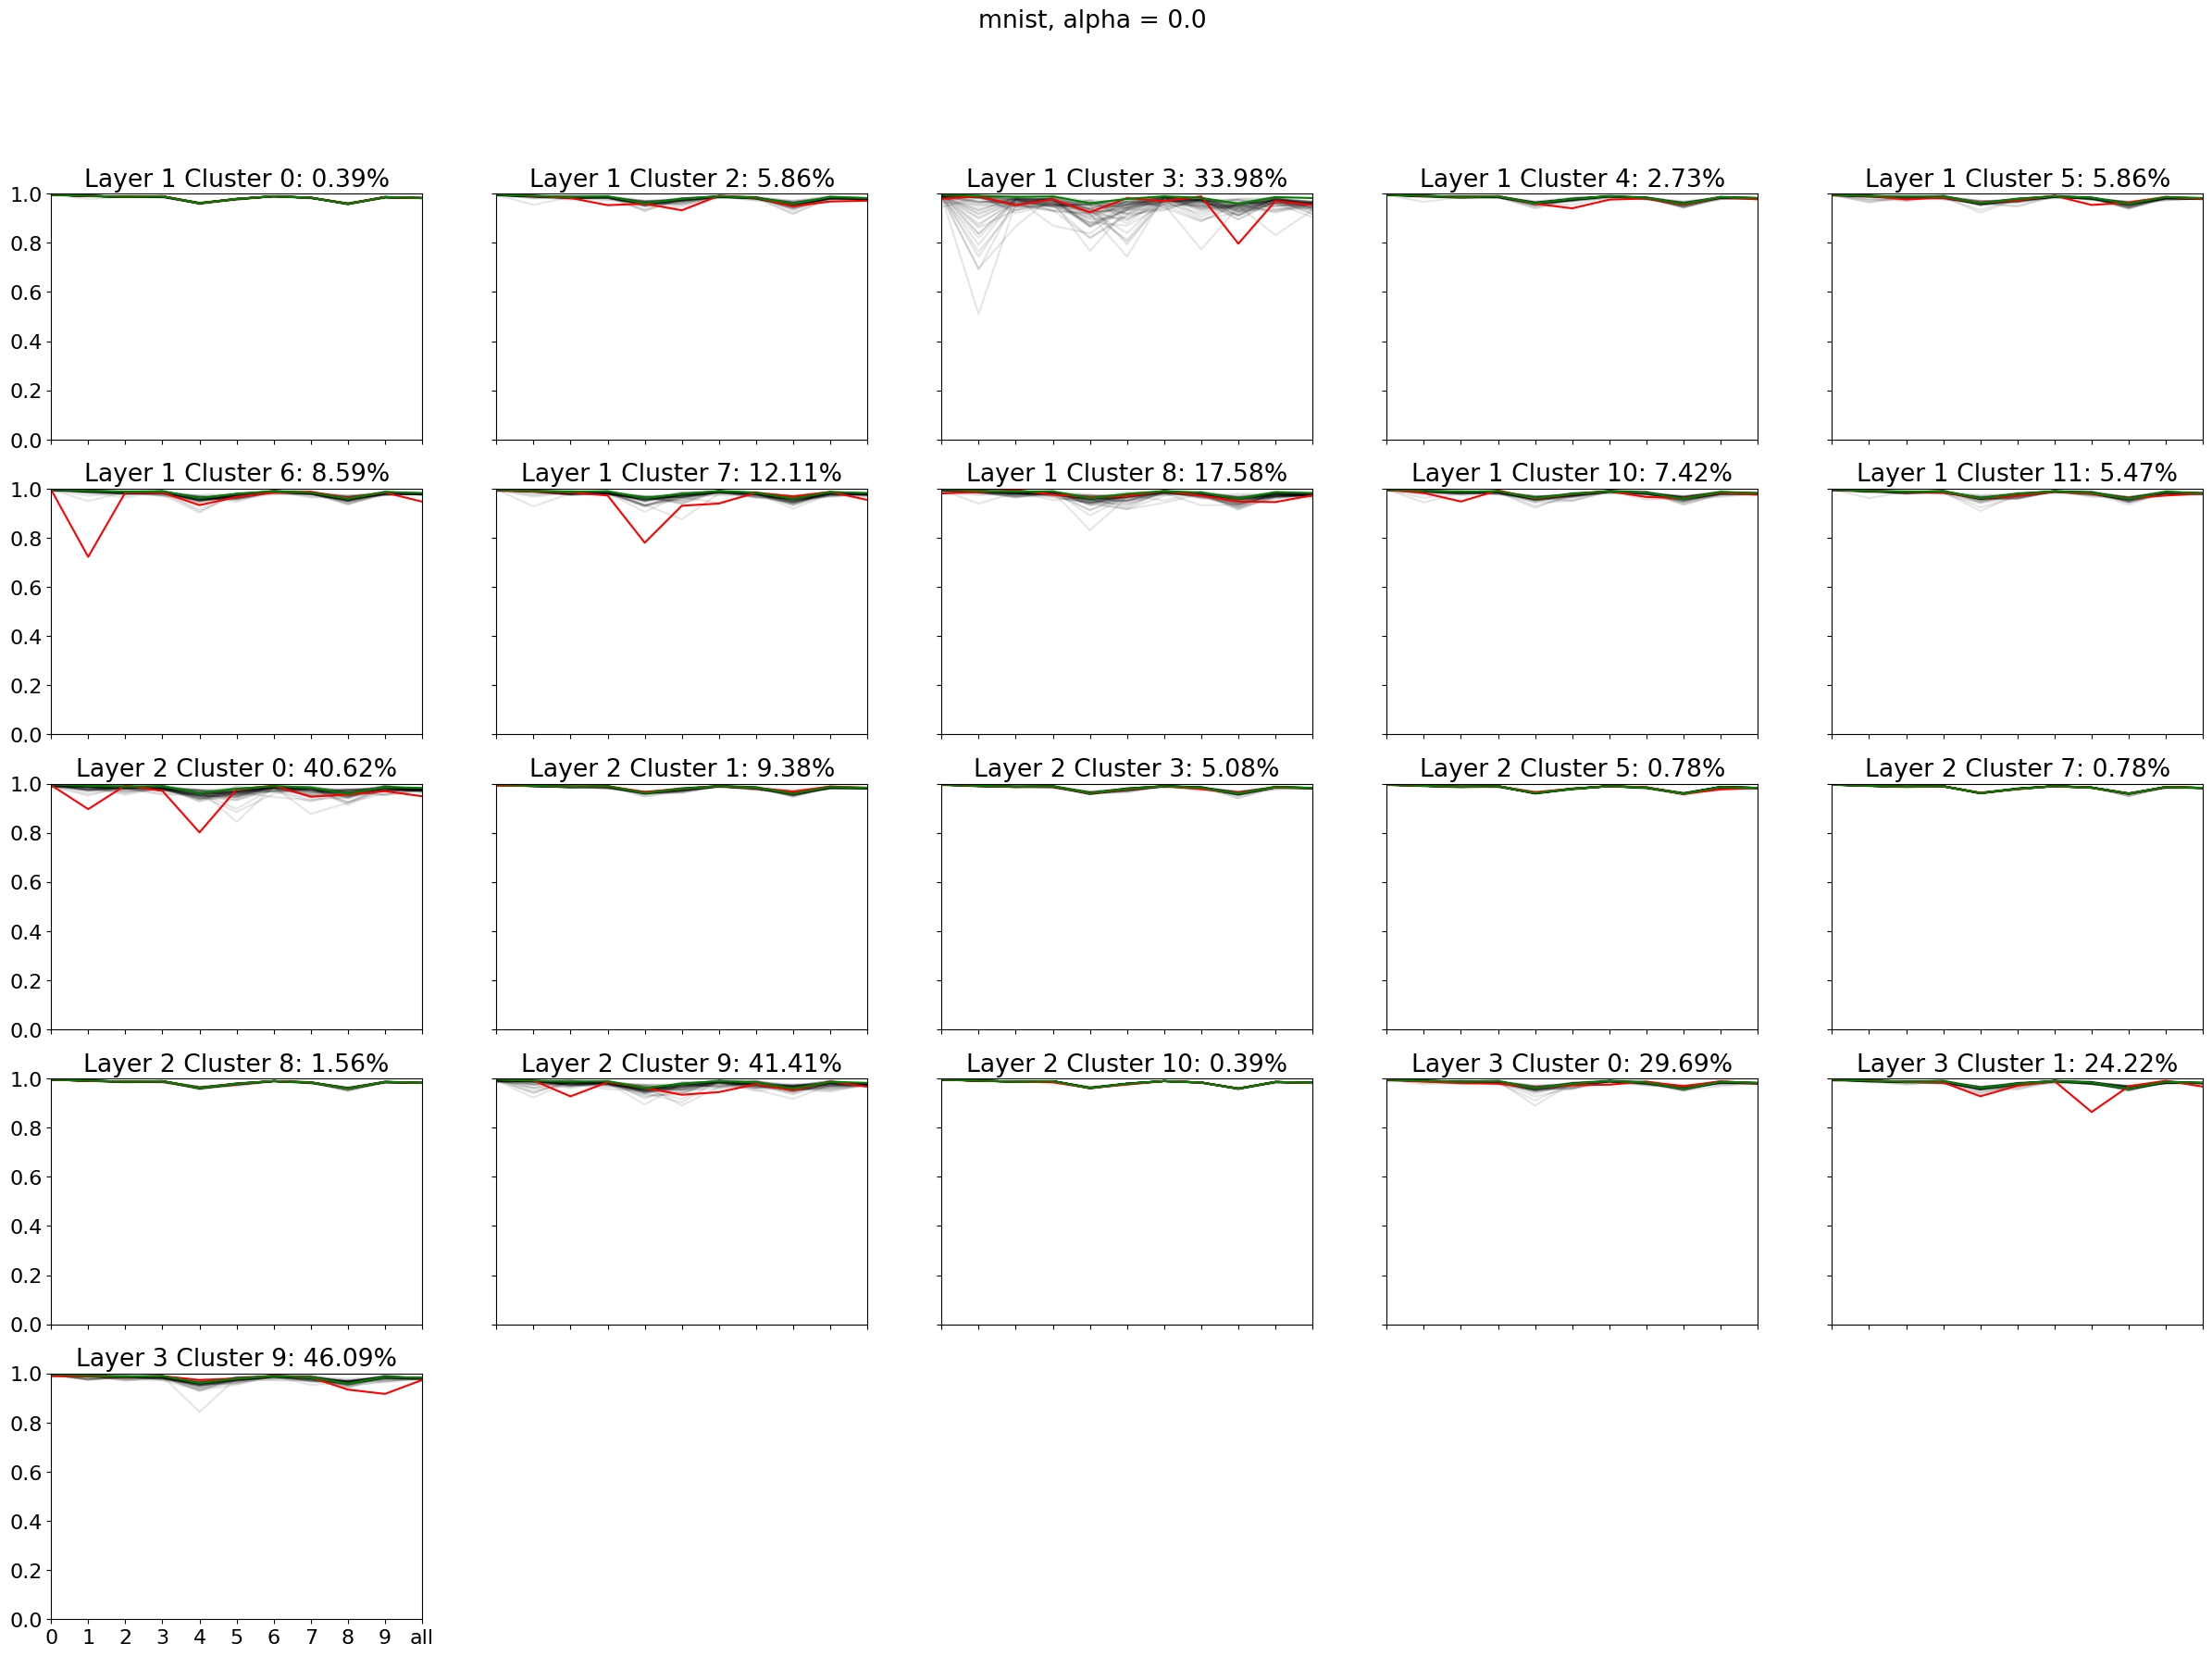 mnist, alpha = 0.0
Layer 1 Cluster 0: 0.39%
Layer 1 Cluster 2: 5.86%
Layer 1 Cluster 3: 33.98%
Layer 1 Cluster 4: 2.73%
Layer 1 Cluster 5: 5.86%
1.0
0.8
0.6
0.4
0.2
0.0
Layer 1 Cluster 6: 8.59%
Layer 1 Cluster 7: 12.11%
Layer 1 Cluster 8: 17.58%
Layer 1 Cluster 10: 7.42%
Layer 1 Cluster 11: 5.47%
1.0
0.8
0.6
0.4
0.2
0.0
Layer 2 Cluster 0: 40.62%
Layer 2 Cluster 1: 9.38%
Layer 2 Cluster 3: 5.08%
Layer 2 Cluster 5: 0.78%
Layer 2 Cluster 7: 0.78%
1.0
0.8
0.6
0.4
0.2
0.0
Layer 2 Cluster 8: 1.56%
Layer 2 Cluster 9: 41.41%
Layer 2 Cluster 10: 0.39%
Layer 3 Cluster 0: 29.69%
Layer 3 Cluster 1: 24.22%
1.0
0.8
0.6
0.4
0.2
0.0
Layer 3 Cluster 9: 46.09%
1.0
0.8
0.6
0.4
0.2
0.0
0 1 2 3 4 5 6 7 8 9 all